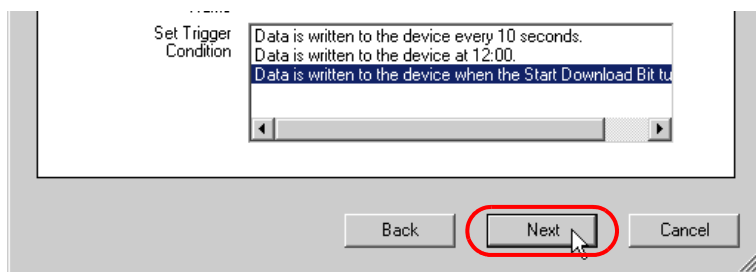 Set Trigger
Condition
Data is written to the device every 10 seconds.
Data is written to the device at 12:00.
Data is written to the device when the Start Download Bit tu
Back Next Cancel